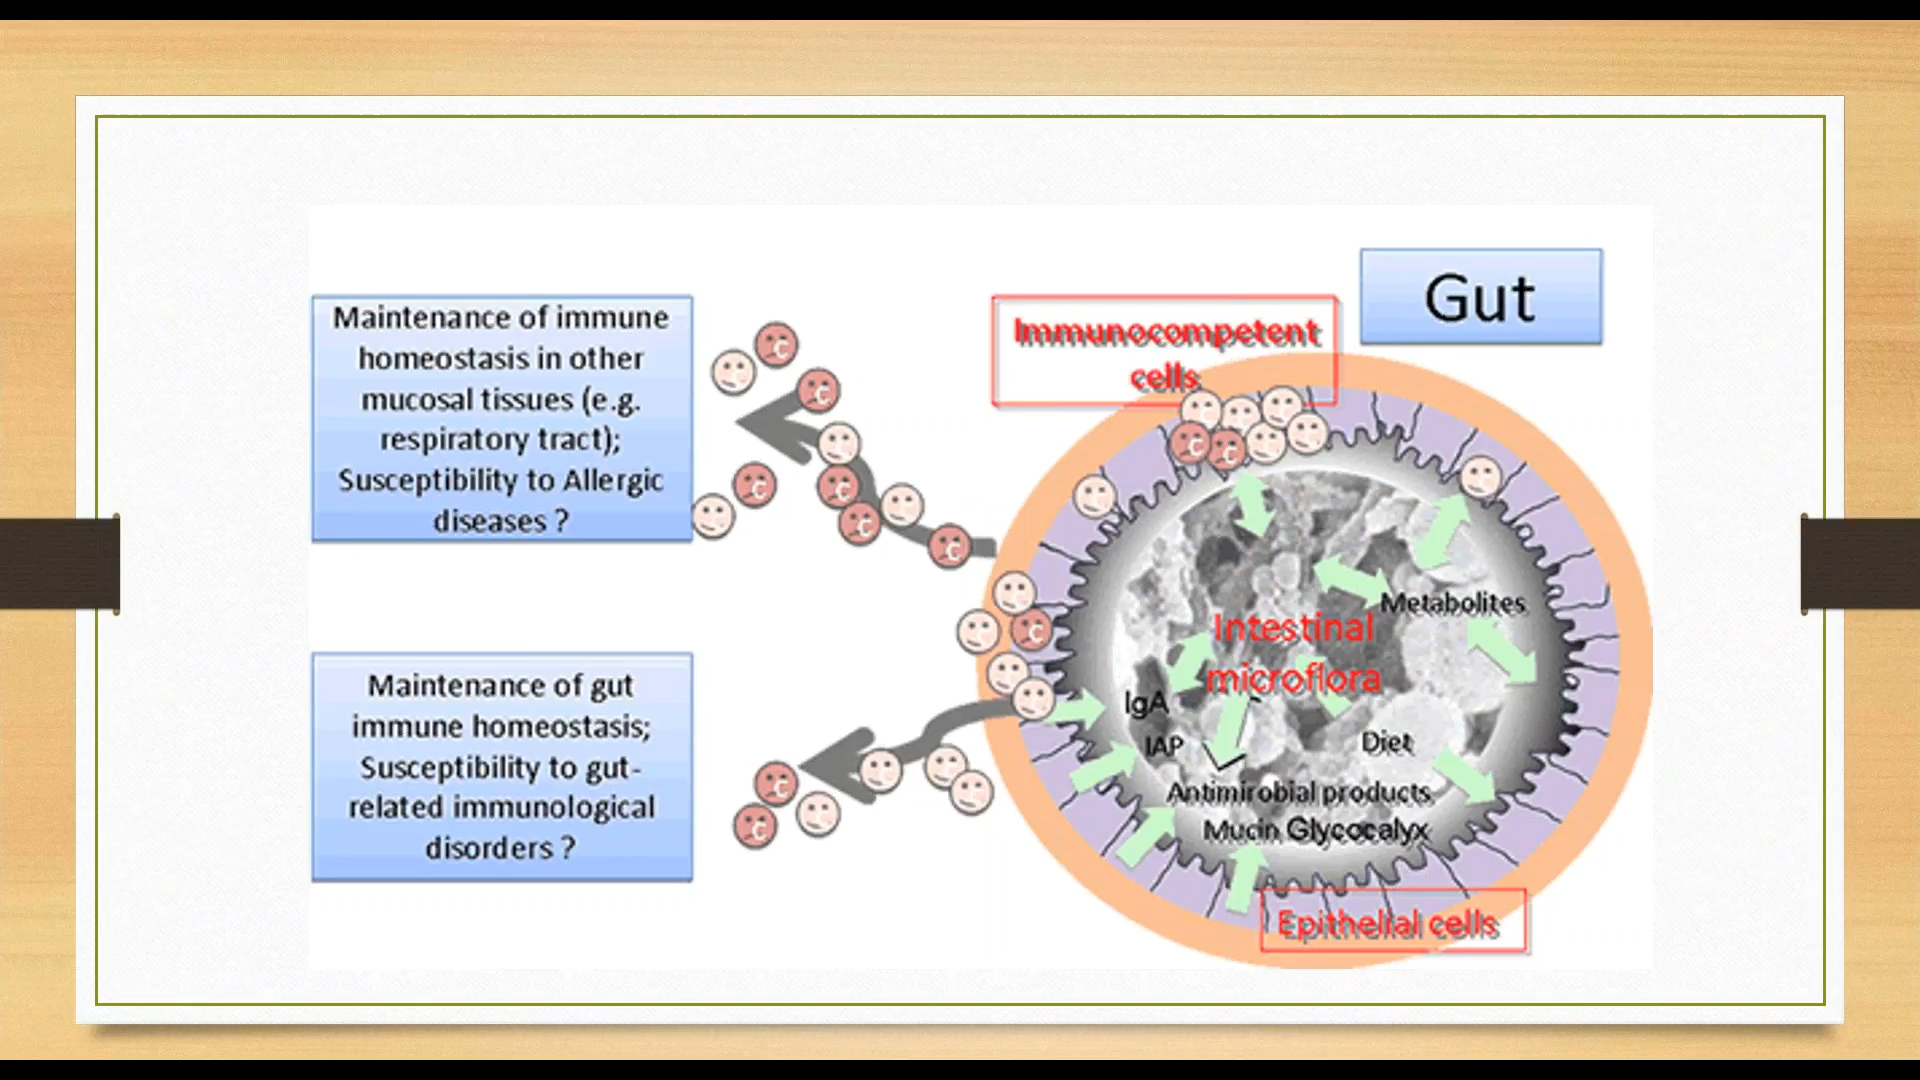 Gut
Immunocompetent
cells
Maintenance of immune
homeostasis in other
mucosal tissues (e.g.
respiratory tract);
Susceptibility to Allergic
diseases ?
Maintenance of gut
immune homeostasis;
Susceptibility to gut-
related immunological
disorders ?
Metabolites
Intestinal
microflora
IgA
IAP
Diet
Antimirobial products
Mucin Glycocalyx
Epithelial cells
C
C
C
C
C
C
C
C
C
C
C